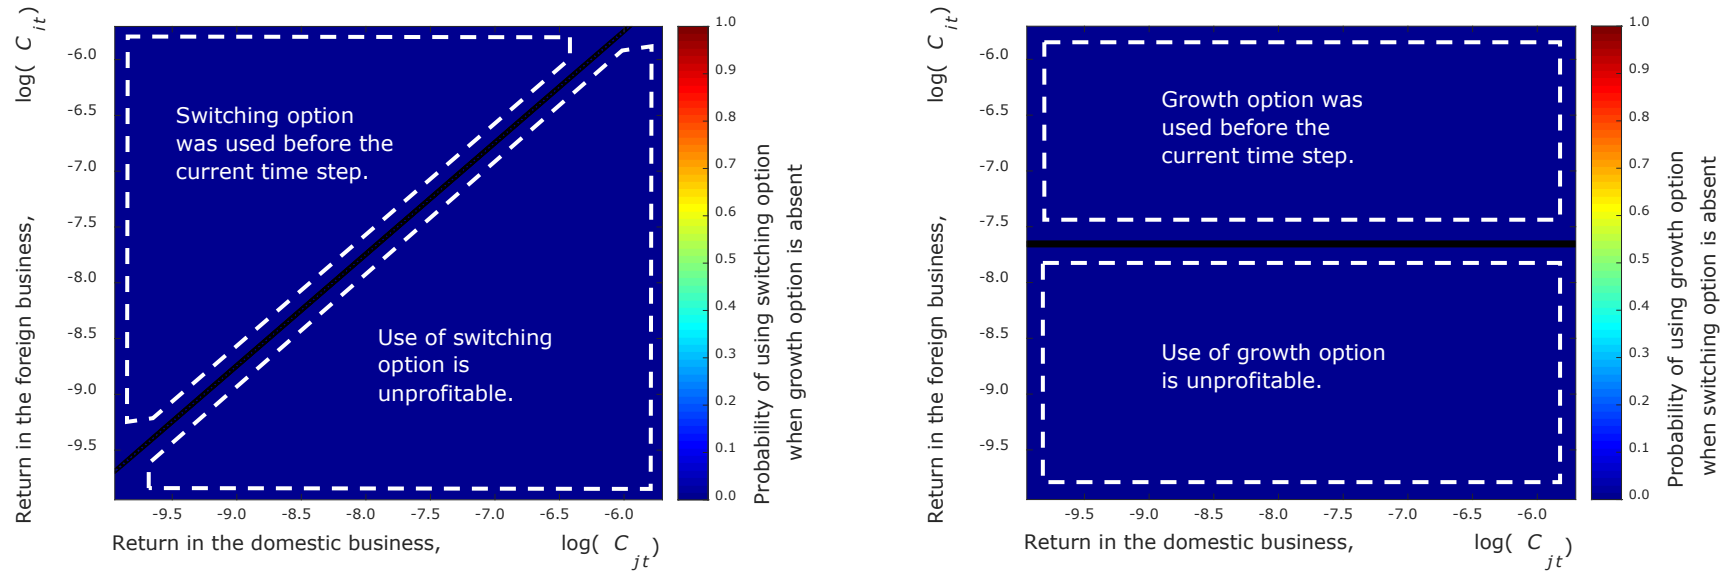 Return in the foreign business, log( C it)
-6.0
-6.5
-7.0
-7.5
-8.0
-8.5
-9.0
-9.5
Switching option
was used before the
current time step.
Use of switching
option is
unprofitable.
-9.5 -9.0 -8.5 -8.0 -7.5 -7.0 -6.5 -6.0
Return in the domestic business, log( C jt)
1.0
0.9
0.8
0.7
0.6
0.5
0.4
0.3
0.2
0.1
0.0
Probability of using switching option
when growth option is absent
Return in the foreign business, log( C it)
-6.0
-6.5
-7.0
-7.5
-8.0
-8.5
-9.0
-9.5
Growth option was
used before the
current time step.
Use of growth option
is unprofitable.
-9.5 -9.0 -8.5 -8.0 -7.5 -7.0 -6.5 -6.0
Return in the domestic business, log( C jt)
1.0
0.9
0.8
0.7
0.6
0.5
0.4
0.3
0.2
0.1
0.0
Probability of using growth option
when switching option is absent